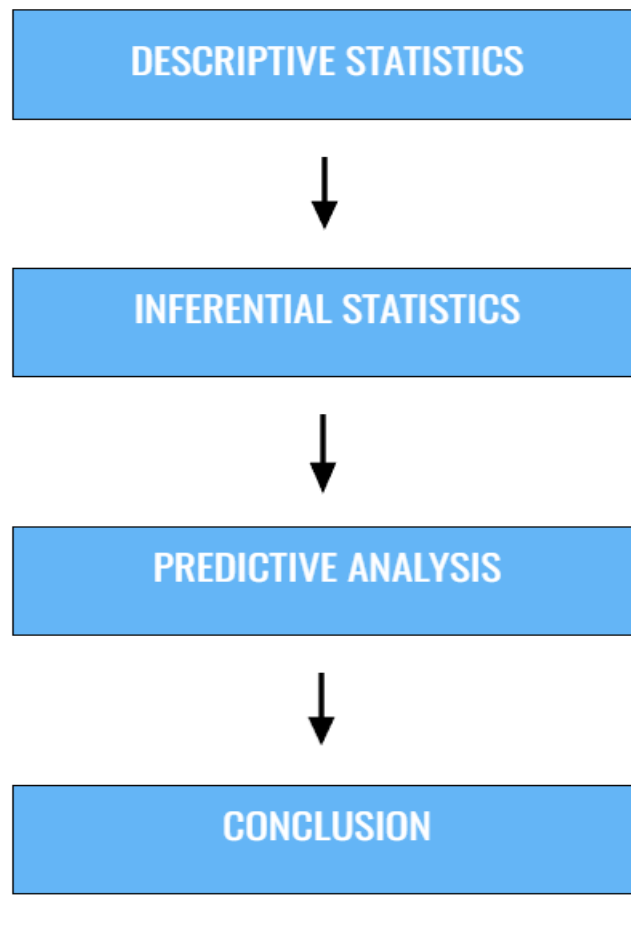 DESCRIPTIVE STATISTICS
INFERENTIAL STATISTICS
PREDICTIVE ANALYSIS
CONCLUSION